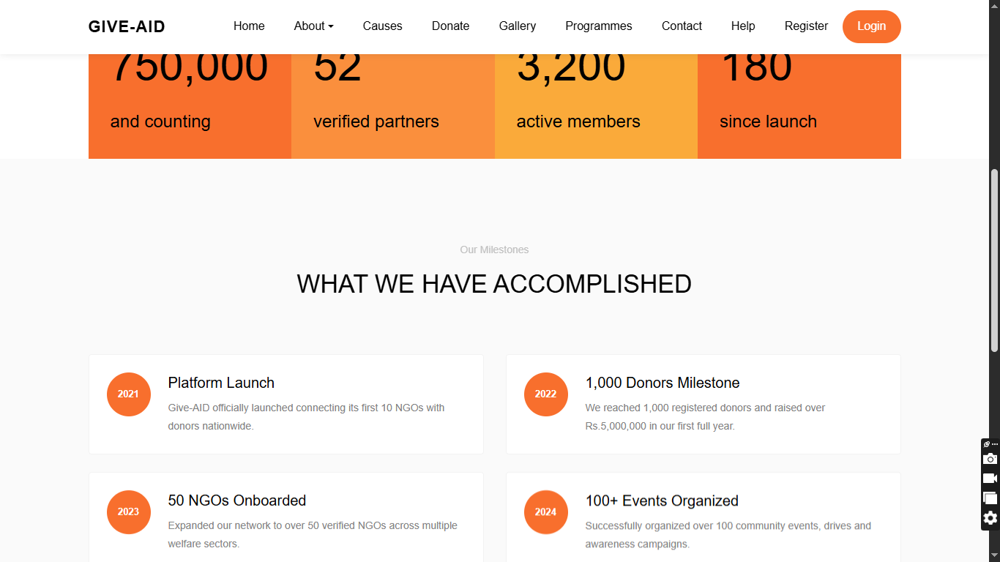 GIVE-AID Home About Causes Donate Gallery Programmes Contact Help Register Login
750,000 52 3,200 180
and counting verified partners active members since launch
Our Milestones
WHAT WE HAVE ACCOMPLISHED
2021
Platform Launch
Give-AID officially launched connecting its first 10 NGOs with
donors nationwide.
2022
1,000 Donors Milestone
We reached 1,000 registered donors and raised over
Rs.5,000,000 in our first full year.
2023
50 NGOs Onboarded
Expanded our network to over 50 verified NGOs across multiple
welfare sectors.
2024
100+ Events Organized
Successfully organized over 100 community events, drives and
awareness campaigns.